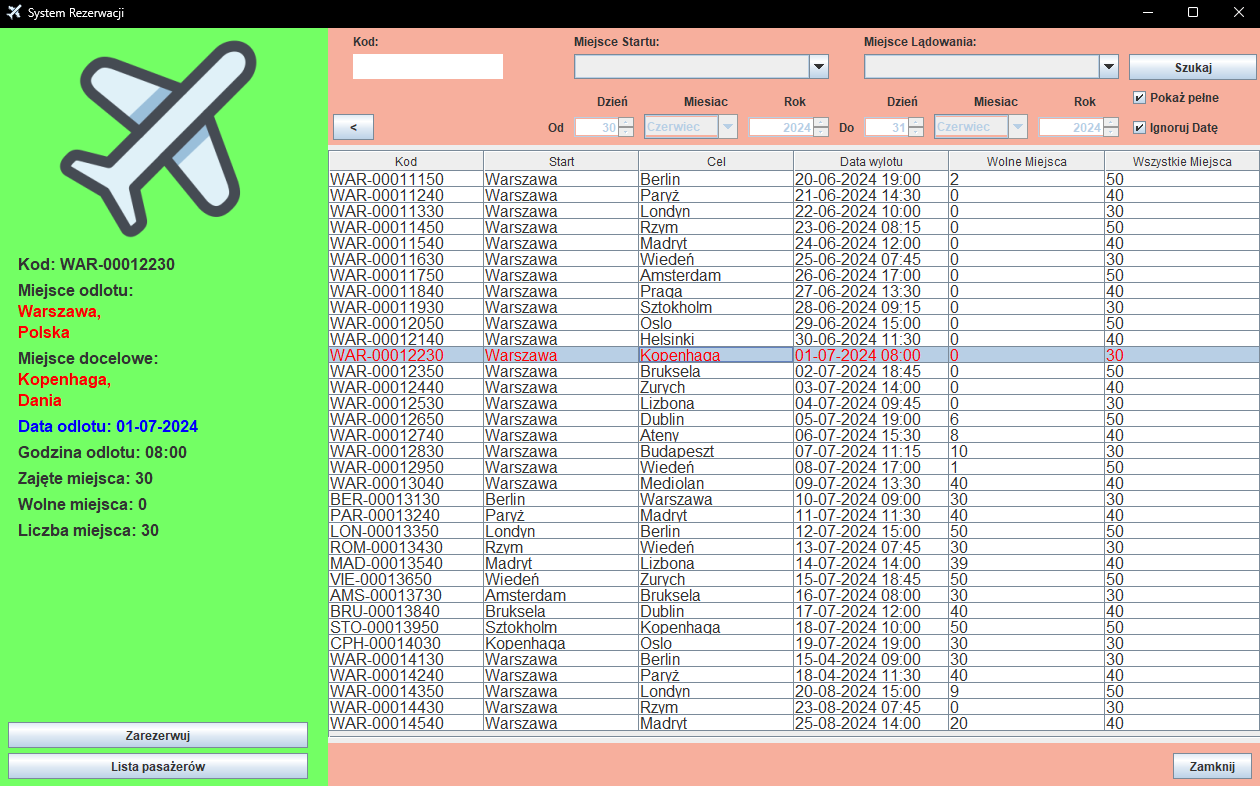 System Rezerwacji
Kod: WAR-00012230
Miejsce odlotu:
Warszawa,
Polska
Miejsce docelowe:
Kopenhaga,
Dania
Data odlotu: 01-07-2024
Godzina odlotu: 08:00
Zajęte miejsca: 30
Wolne miejsca: 0
Liczba miejsca: 30
Zarezerwuj
Lista pasażerów
Kod: Miejsce Startu: Miejsce Lądowania:
Szukaj
Pokaż pełne
Dzień Miesiac Rok Dzień Miesiac Rok
< Od 30 Czerwiec 2024 Do 31 Czerwiec 2024 Ignoruj Datę
Kod Start Cel Data wylotu Wolne Miejsca Wszystkie Miejsca
WAR-00011150 Warszawa Berlin 20-06-2024 19:00 2 50
WAR-00011240 Warszawa Paryż 21-06-2024 14:30 0 40
WAR-00011330 Warszawa Londyn 22-06-2024 10:00 0 30
WAR-00011450 Warszawa Rzym 23-06-2024 08:15 0 50
WAR-00011540 Warszawa Madryt 24-06-2024 12:00 0 40
WAR-00011630 Warszawa Wiedeń 25-06-2024 07:45 0 30
WAR-00011750 Warszawa Amsterdam 26-06-2024 17:00 0 50
WAR-00011840 Warszawa Praga 27-06-2024 13:30 0 40
WAR-00011930 Warszawa Sztokholm 28-06-2024 09:15 0 30
WAR-00012050 Warszawa Oslo 29-06-2024 15:00 0 50
WAR-00012140 Warszawa Helsinki 30-06-2024 11:30 0 40
WAR-00012230 Warszawa Kopenhaga 01-07-2024 08:00 0 30
WAR-00012350 Warszawa Bruksela 02-07-2024 18:45 0 50
WAR-00012440 Warszawa Zurych 03-07-2024 14:00 0 40
WAR-00012530 Warszawa Lizbona 04-07-2024 09:45 0 30
WAR-00012650 Warszawa Dublin 05-07-2024 19:00 6 50
WAR-00012740 Warszawa Ateny 06-07-2024 15:30 8 40
WAR-00012830 Warszawa Budapeszt 07-07-2024 11:15 10 30
WAR-00012950 Warszawa Wiedeń 08-07-2024 17:00 1 50
WAR-00013040 Warszawa Mediolan 09-07-2024 13:30 40 40
BER-00013130 Berlin Warszawa 10-07-2024 09:00 30 30
PAR-00013240 Paryż Madryt 11-07-2024 11:30 40 40
LON-00013350 Londyn Berlin 12-07-2024 15:00 50 50
ROM-00013430 Rzym Wiedeń 13-07-2024 07:45 30 30
MAD-00013540 Madryt Lizbona 14-07-2024 14:00 39 40
VIE-00013650 Wiedeń Zurych 15-07-2024 18:45 50 50
AMS-00013730 Amsterdam Bruksela 16-07-2024 08:00 30 30
BRU-00013840 Bruksela Dublin 17-07-2024 12:00 40 40
STO-00013950 Sztokholm Kopenhaga 18-07-2024 10:00 50 50
CPH-00014030 Kopenhaga Oslo 19-07-2024 19:00 30 30
WAR-00014130 Warszawa Berlin 15-04-2024 09:00 30 30
WAR-00014240 Warszawa Paryż 18-04-2024 11:30 40 40
WAR-00014350 Warszawa Londyn 20-08-2024 15:00 9 50
WAR-00014430 Warszawa Rzym 23-08-2024 07:45 0 30
WAR-00014540 Warszawa Madryt 25-08-2024 14:00 20 40
Zamknij